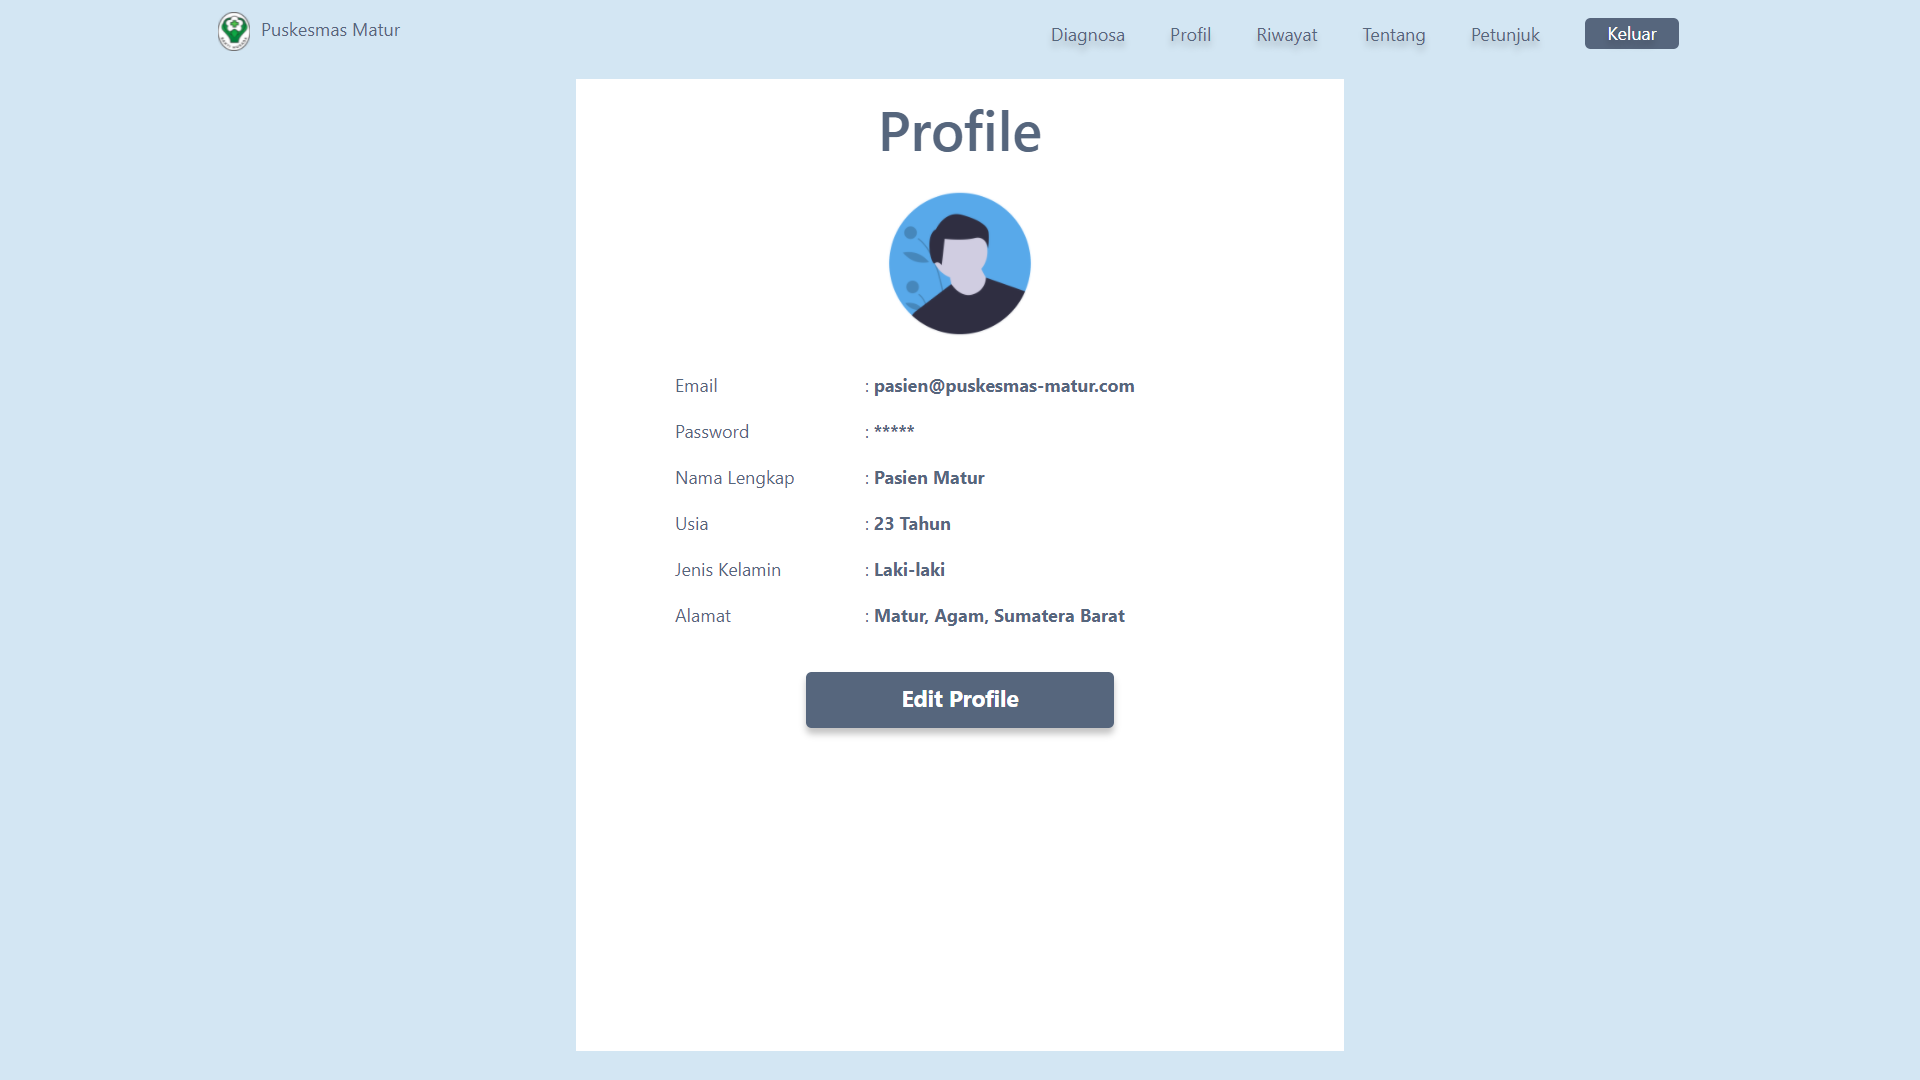 Puskesmas Matur
Diagnosa
Profil
Riwayat
Tentang
Petunjuk
Keluar
Profile
Email : pasien@puskesmas-matur.com
Password : *****
Nama Lengkap : Pasien Matur
Usia : 23 Tahun
Jenis Kelamin : Laki-laki
Alamat : Matur, Agam, Sumatera Barat
Edit Profile